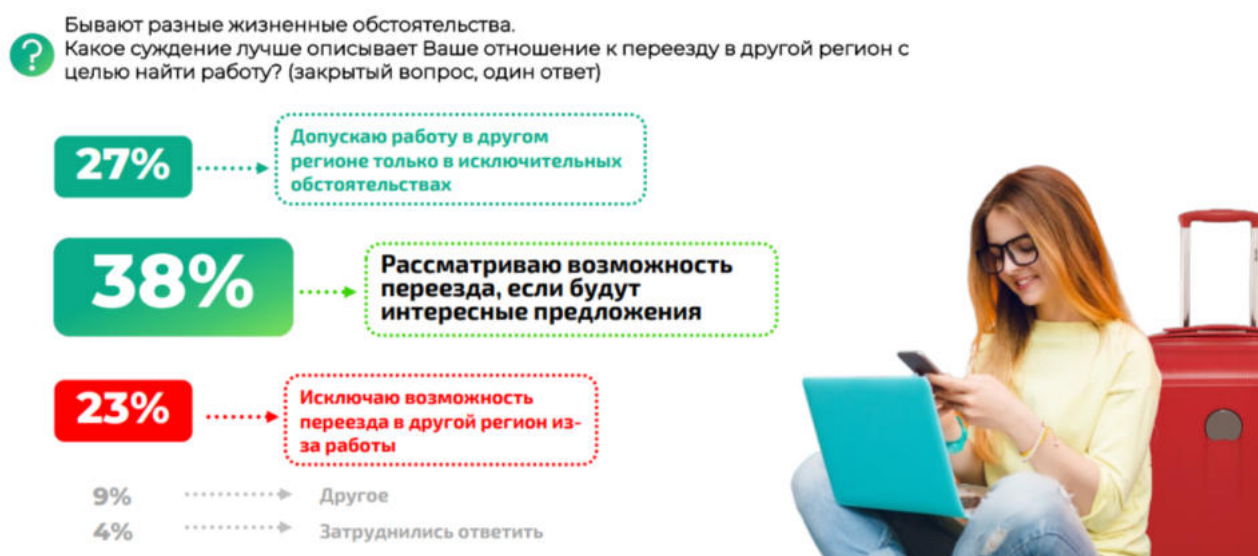 Бывают разные жизненные обстоятельства.
?
Какое суждение лучше описывает Ваше отношение к переезду в другой регион с
целью найти работу? (закрытый вопрос, один ответ)
27%
Допускаю работу в другом
регионе только в исключительных
обстоятельствах
38%
Рассматриваю возможность
переезда, если будут
интересные предложения
23%
Исключаю возможность
переезда в другой регион из-
за работы
9%
Другое
4%
Затруднились ответить